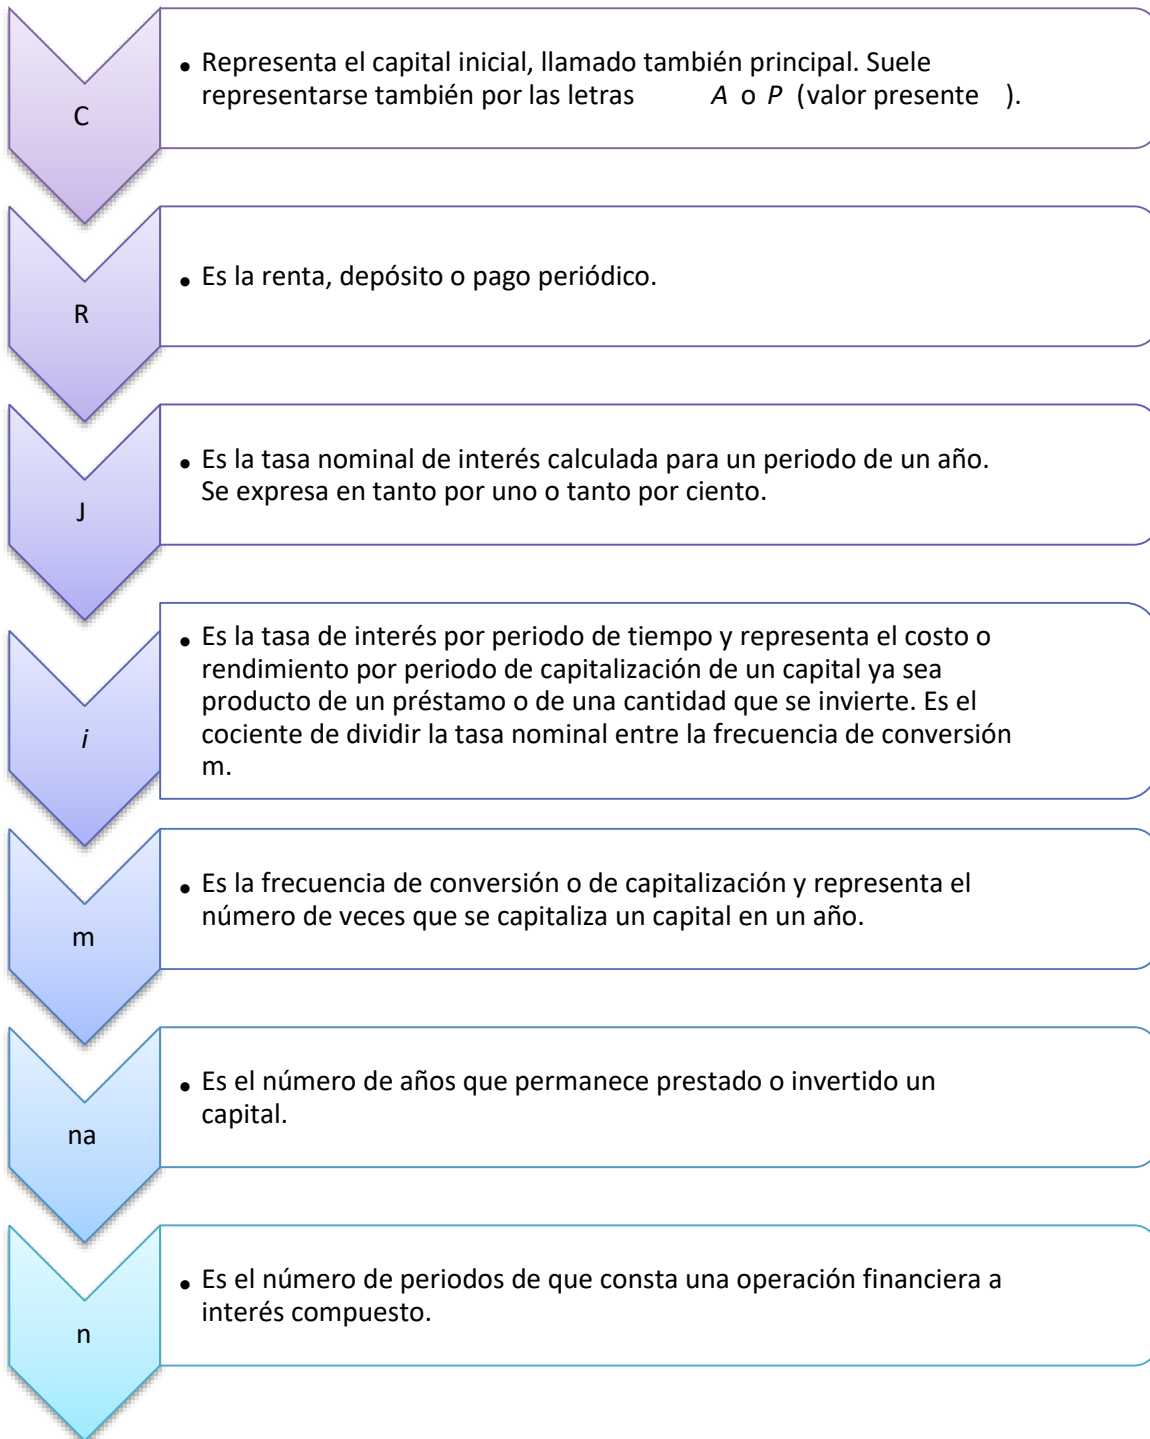 C
• Representa el capital inicial, llamado también principal. Suele
representarse también por las letras A o P (valor presente ).
R
• Es la renta, depósito o pago periódico.
J
• Es la tasa nominal de interés calculada para un periodo de un año.
Se expresa en tanto por uno o tanto por ciento.
i
• Es la tasa de interés por periodo de tiempo y representa el costo o
rendimiento por periodo de capitalización de un capital ya sea
producto de un préstamo o de una cantidad que se invierte. Es el
cociente de dividir la tasa nominal entre la frecuencia de conversión
m.
m
• Es la frecuencia de conversión o de capitalización y representa el
número de veces que se capitaliza un capital en un año.
na
• Es el número de años que permanece prestado o invertido un
capital.
n
• Es el número de periodos de que consta una operación financiera a
interés compuesto.